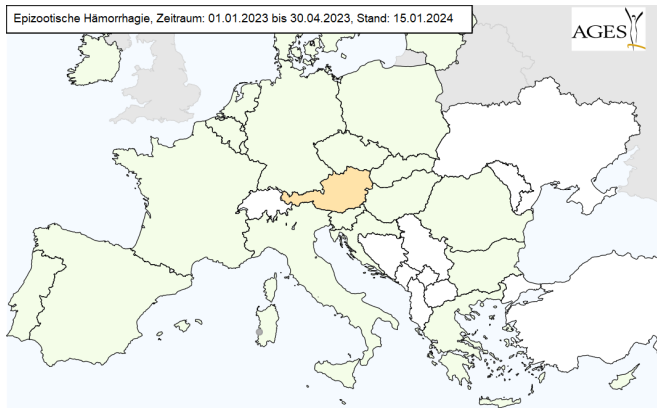 Epizootische Hämorrhagie, Zeitraum: 01.01.2023 bis 30.04.2023, Stand: 15.01.2024
AGES